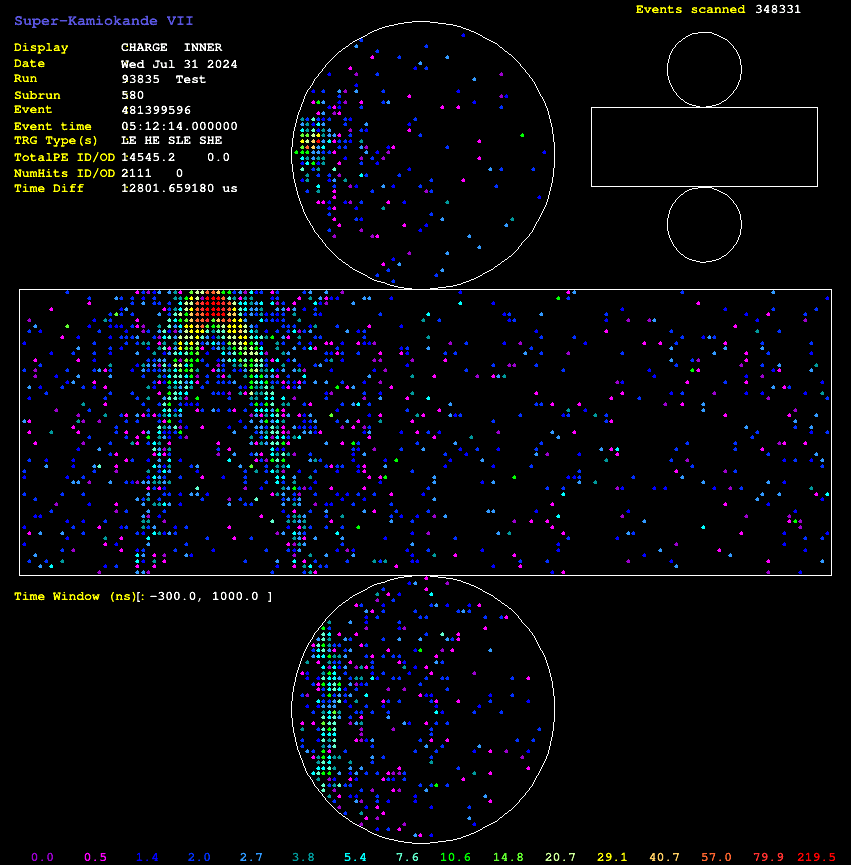 Super-Kamiokande VII
Events scanned 348331
Display CHARGE INNER
Date Wed Jul 31 2024
Run 93835 Test
Subrun 580
Event 481399596
Event time 05:12:14.000000
TRG Type(s) LE HE SLE SHE
TotalPE ID/OD 14545.2 0.0
NumHits ID/OD 2111 0
Time Diff 12801.659180 us
Time Window (ns)[: −300.0, 1000.0 ]
0.0 0.5 1.4 2.0 2.7 3.8 5.4 7.6 10.6 14.8 20.7 29.1 40.7 57.0 79.9 219.5